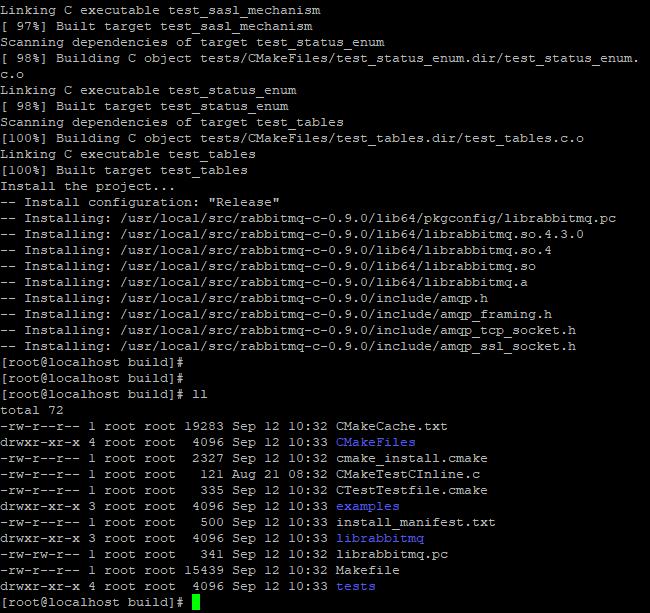 Linking C executable test_sasl_mechanism
[ 97%] Built target test_sasl_mechanism
Scanning dependencies of target test_status_enum
[ 98%] Building C object tests/CMakeFiles/test_status_enum.dir/test_status_enum.
c.o
Linking C executable test_status_enum
[ 98%] Built target test_status_enum
Scanning dependencies of target test_tables
[100%] Building C object tests/CMakeFiles/test_tables.dir/test_tables.c.o
Linking C executable test_tables
[100%] Built target test_tables
Install the project...
-- Install configuration: "Release"
-- Installing: /usr/local/src/rabbitmq-c-0.9.0/lib64/pkgconfig/librabbitmq.pc
-- Installing: /usr/local/src/rabbitmq-c-0.9.0/lib64/librabbitmq.so.4.3.0
-- Installing: /usr/local/src/rabbitmq-c-0.9.0/lib64/librabbitmq.so.4
-- Installing: /usr/local/src/rabbitmq-c-0.9.0/lib64/librabbitmq.so
-- Installing: /usr/local/src/rabbitmq-c-0.9.0/lib64/librabbitmq.a
-- Installing: /usr/local/src/rabbitmq-c-0.9.0/include/amqp.h
-- Installing: /usr/local/src/rabbitmq-c-0.9.0/include/amqp_framing.h
-- Installing: /usr/local/src/rabbitmq-c-0.9.0/include/amqp_tcp_socket.h
-- Installing: /usr/local/src/rabbitmq-c-0.9.0/include/amqp_ssl_socket.h
[root@localhost build]#
[root@localhost build]#
[root@localhost build]# ll
total 72
-rw-r--r-- 1 root root 19283 Sep 12 10:32 CMakeCache.txt
drwxr-xr-x 4 root root  4096 Sep 12 10:33 CMakeFiles
-rw-r--r-- 1 root root  2327 Sep 12 10:32 cmake_install.cmake
-rw-r--r-- 1 root root   121 Aug 21 08:32 CMakeTestCInline.c
-rw-r--r-- 1 root root   335 Sep 12 10:32 CTestTestfile.cmake
drwxr-xr-x 3 root root  4096 Sep 12 10:33 examples
-rw-r--r-- 1 root root   500 Sep 12 10:33 install_manifest.txt
drwxr-xr-x 3 root root  4096 Sep 12 10:33 librabbitmq
-rw-rw-r-- 1 root root   341 Sep 12 10:32 librabbitmq.pc
-rw-r--r-- 1 root root 15439 Sep 12 10:32 Makefile
drwxr-xr-x 4 root root  4096 Sep 12 10:33 tests
[root@localhost build]#